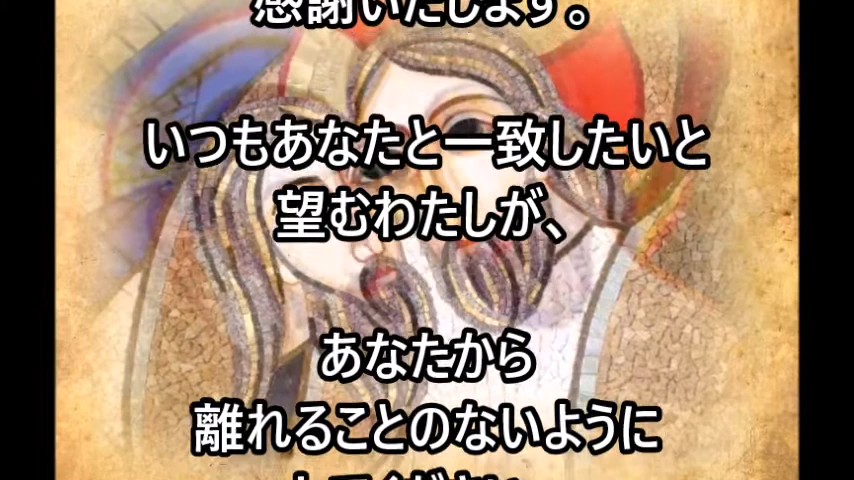 感謝いたします。
いつもあなたと一致したいと
望むわたしが、
あなたから
離れることのないように